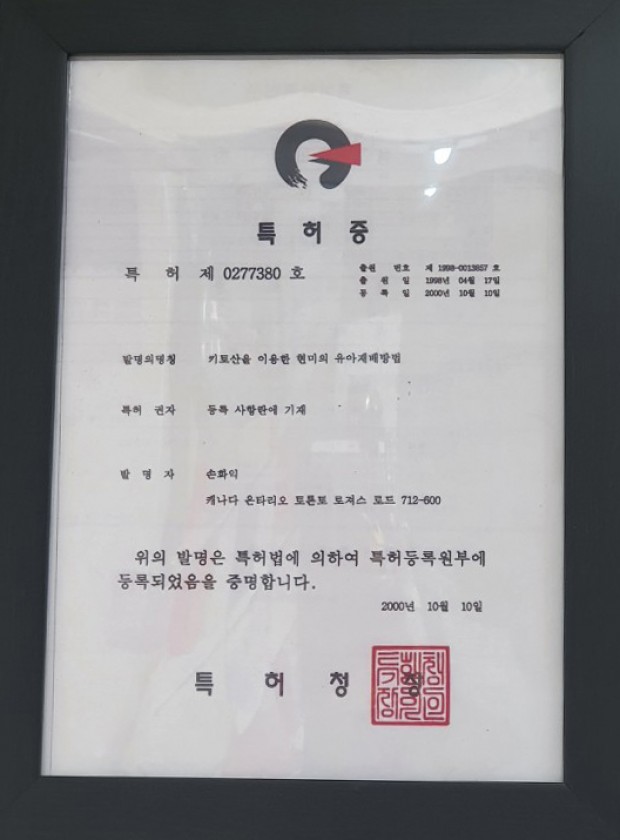 특 허 증
특 허 제 0277380 호
출원 번호 제 1998-0013857 호
출 원 일 1998년 04월 17일
등 록 일 2000년 10월 10일
발명의명칭 키토산을 이용한 현미의 유아재배방법
특허 권자 등록 사항란에 기재
발 명 자 손화익
캐나다 온타리오 토론토 토져스 로드 712-600
위의 발명은 특허법에 의하여 특허등록원부에
등록되었음을 증명합니다.
2000년 10월 10일
특 허 청 장